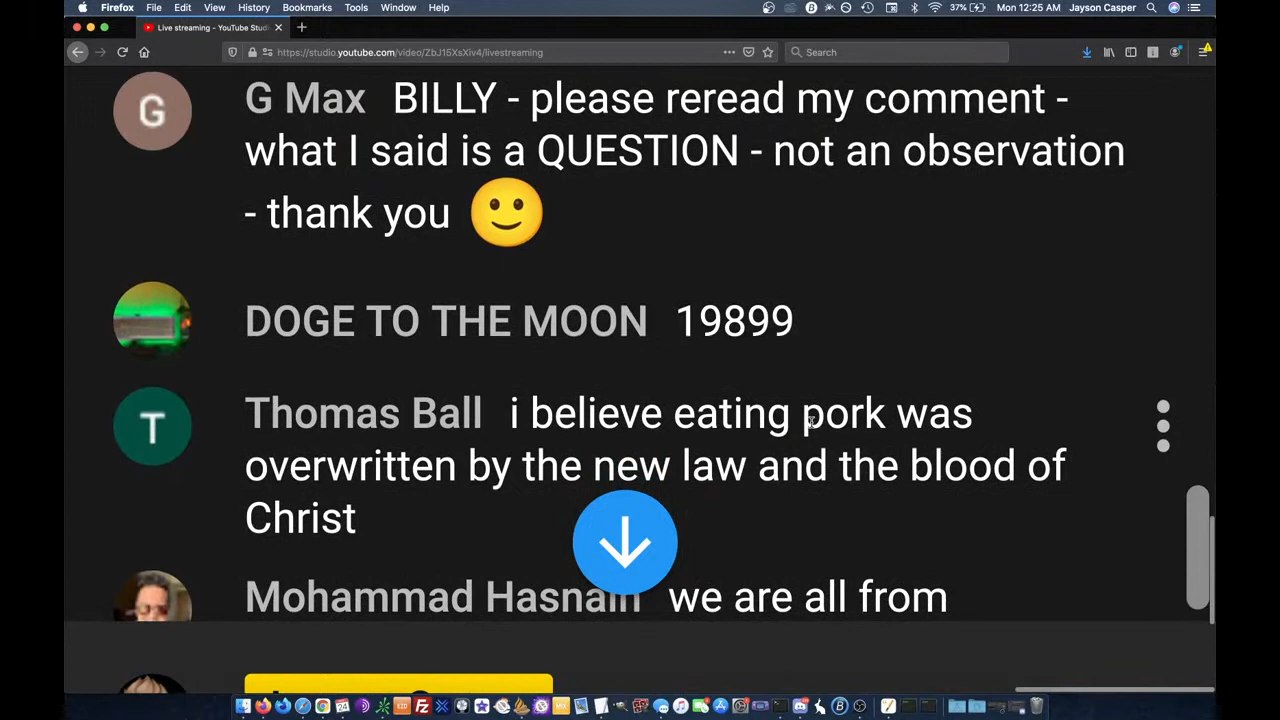 Firefox File Edit View History Bookmarks Tools Window Help 37% Mon 12:25 AM Jayson Casper
Live streaming - YouTube Studi
https://studio.youtube.com/video/ZbJ15XsXiv4/livestreaming Search
G Max BILLY - please reread my comment -
what I said is a QUESTION - not an observation
- thank you
DOGE TO THE MOON 19899
Thomas Ball i believe eating pork was
overwritten by the new law and the blood of
Christ
Mohammad Hasnain we are all from